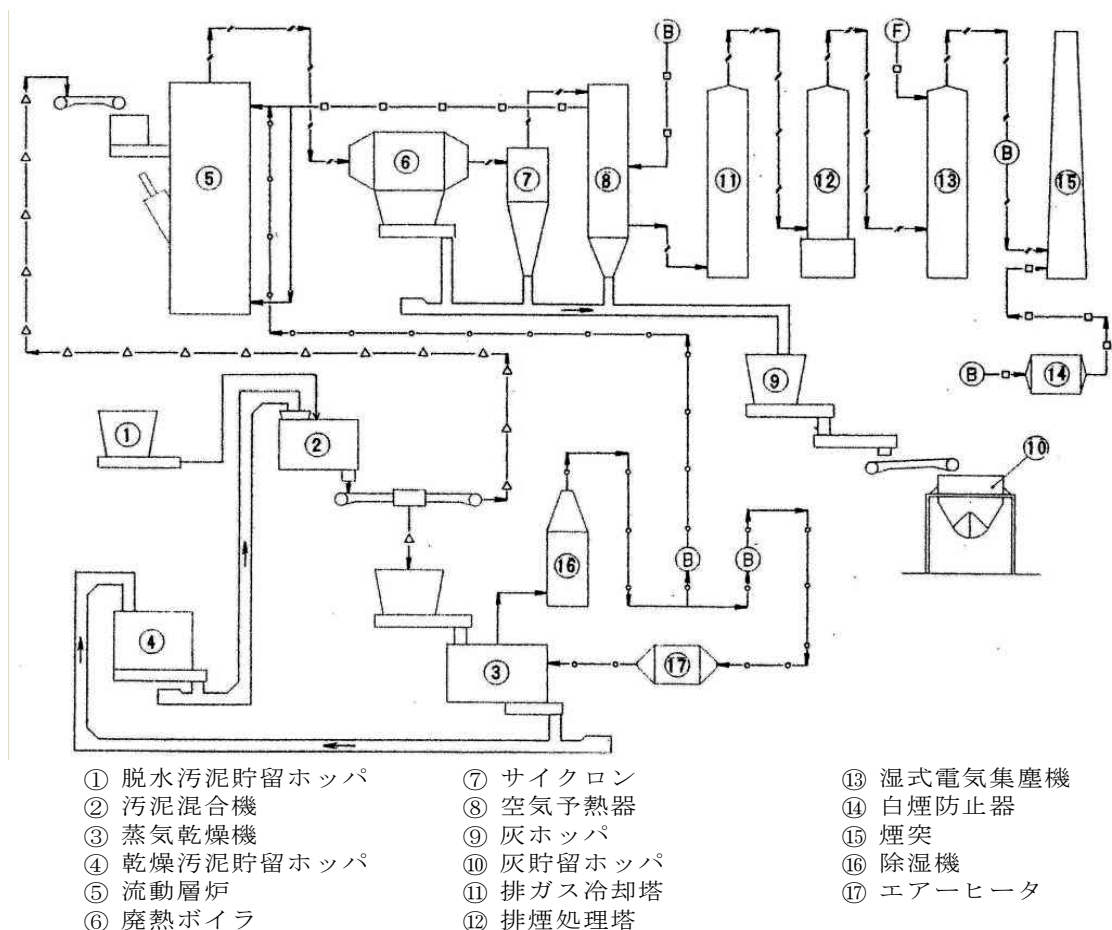 B
F
⑤
⑥
⑦
⑧
⑪
⑫
⑬
B
⑮
①
②
⑨
B
⑭
⑩
⑯
B
B
④
③
⑰
① 脱水汚泥貯留ホッパ
② 汚泥混合機
③ 蒸気乾燥機
④ 乾燥汚泥貯留ホッパ
⑤ 流動層炉
⑥ 廃熱ボイラ
⑦ サイクロン
⑧ 空気予熱器
⑨ 灰ホッパ
⑩ 灰貯留ホッパ
⑪ 排ガス冷却塔
⑫ 排煙処理塔
⑬ 湿式電気集塵機
⑭ 白煙防止器
⑮ 煙突
⑯ 除湿機
⑰ エアーヒータ